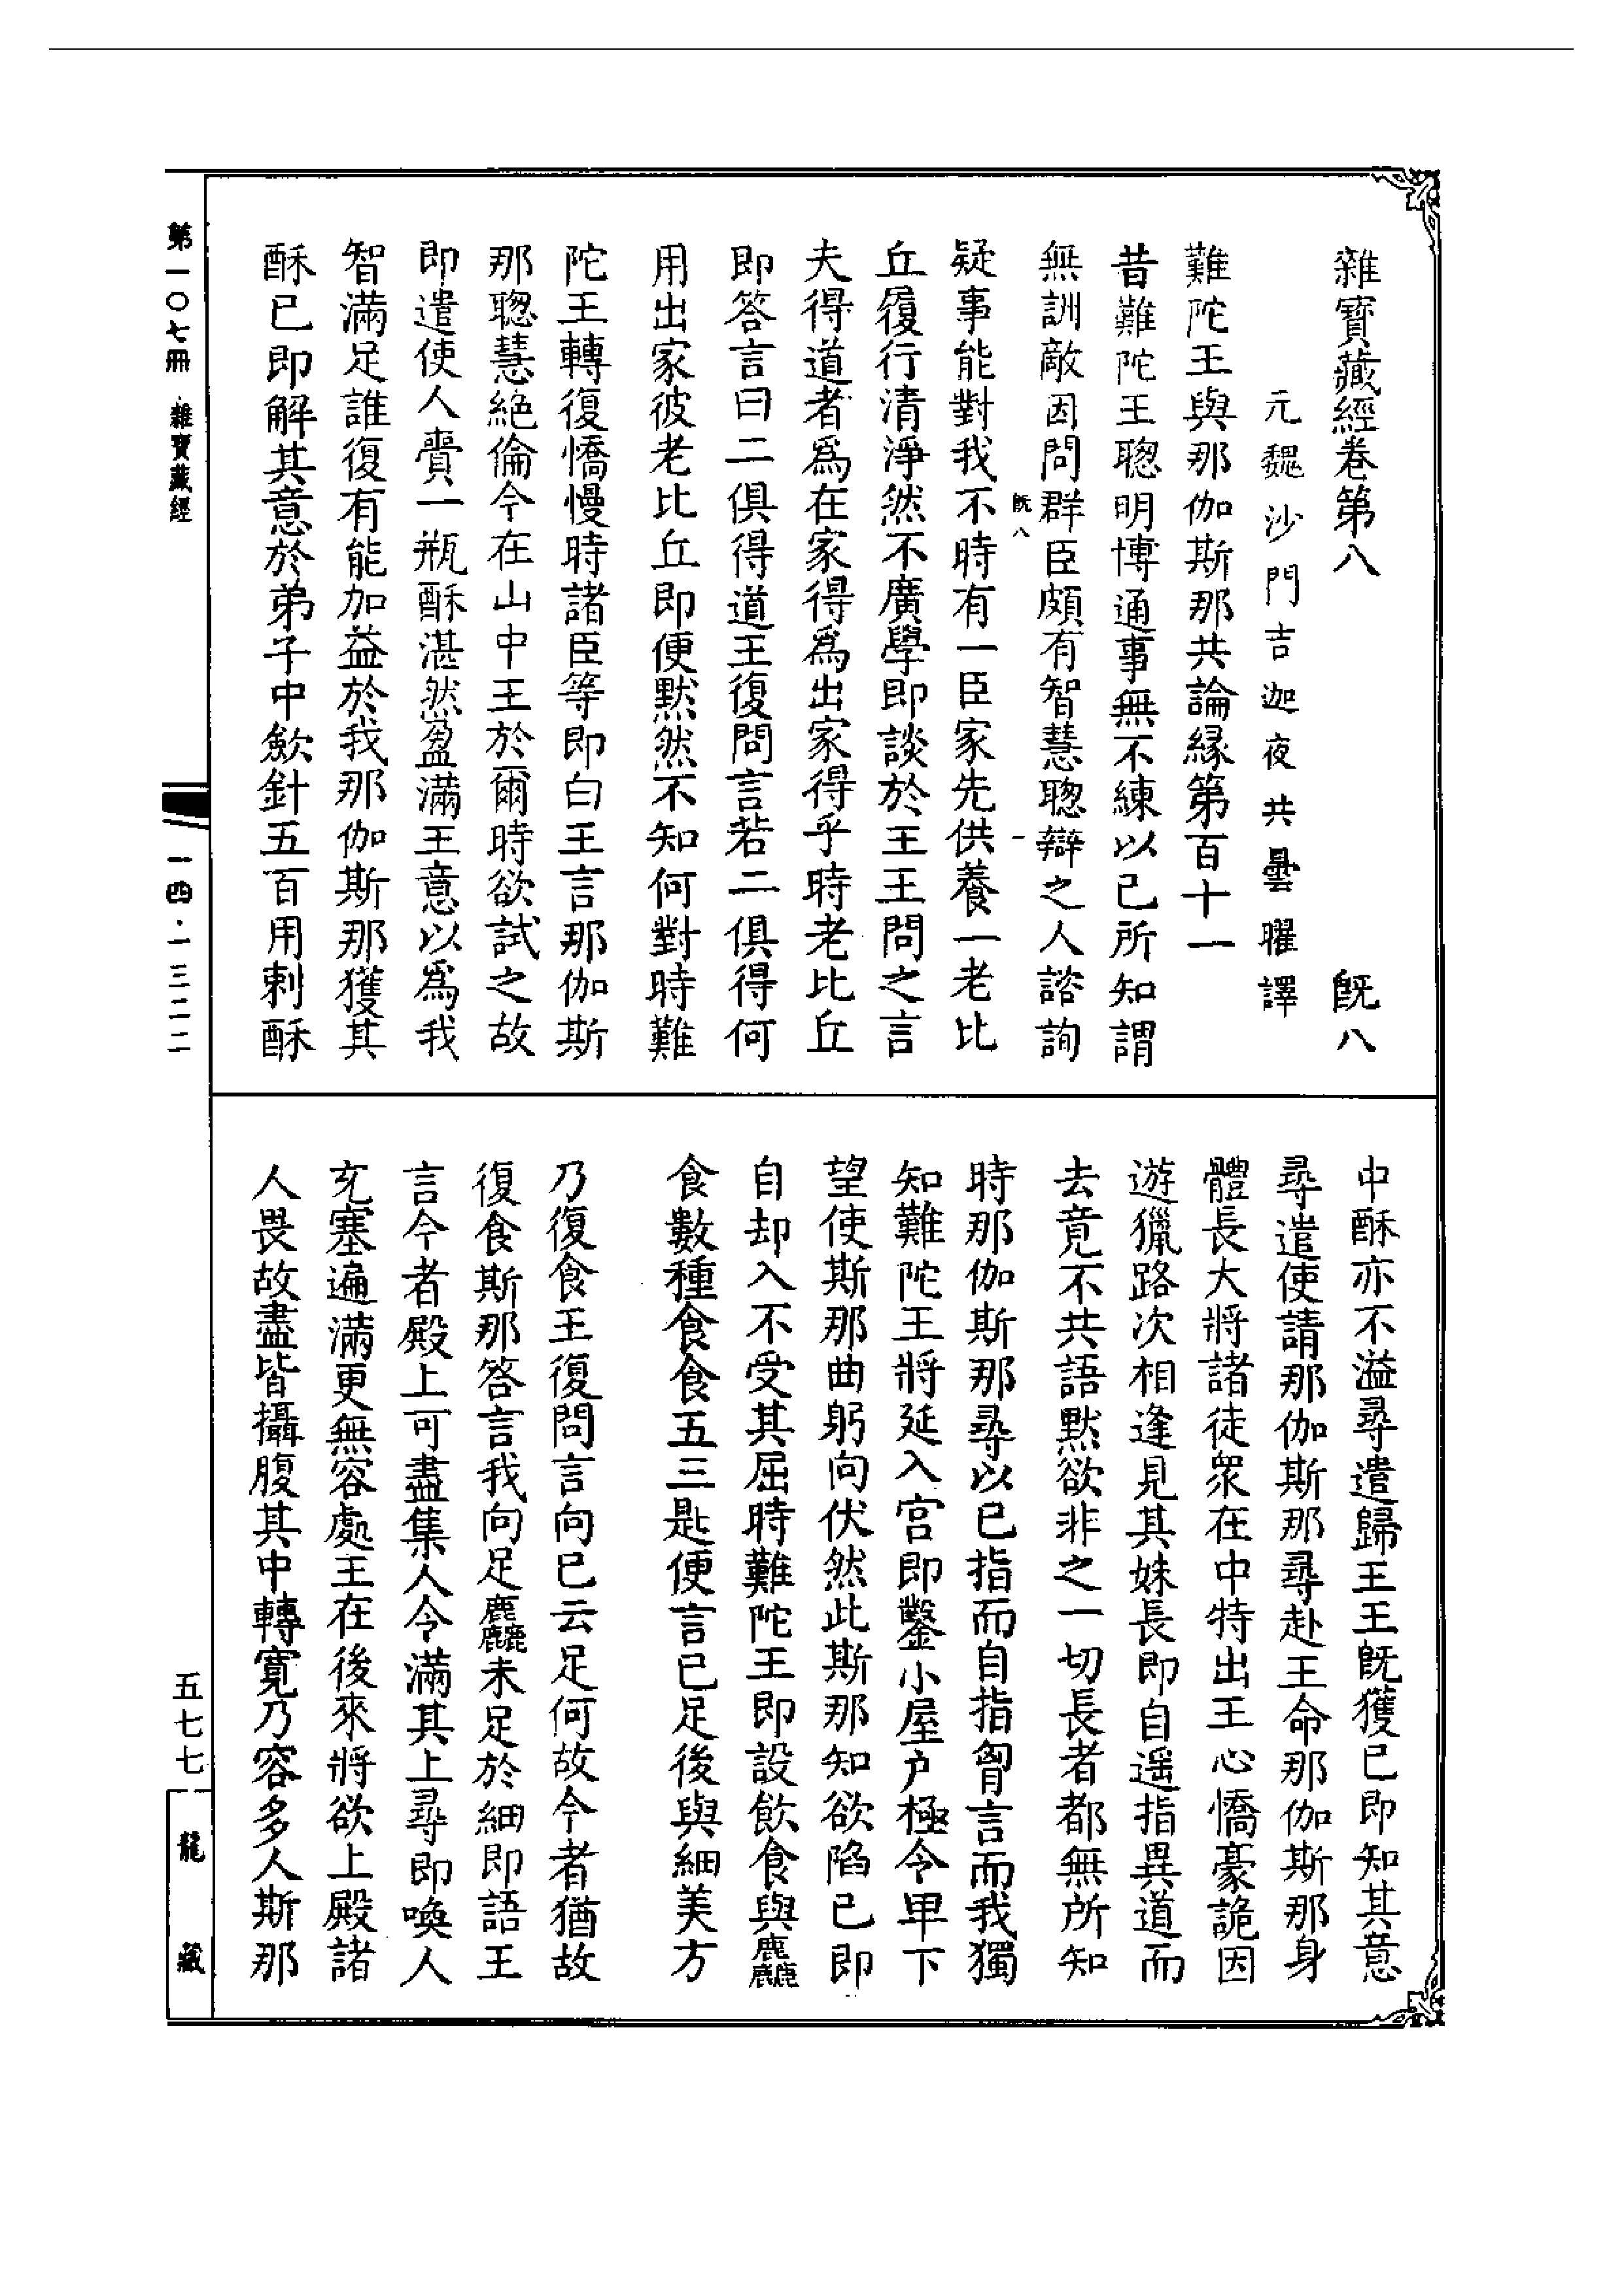 雜寶藏經卷第八 旣八
元魏沙門吉迦夜共曇曜譯
難陀王與那伽斯那共論緣第百十一
昔難陀王聰明博通事無不練以已所知謂
無訓敵因問群臣頗有智慧聰辯之人諮詢
旣八 一
疑事能對我不時有一臣家先供養一老比
丘履行清淨然不廣學即談於王王問之言
夫得道者爲在家得爲出家得乎時老比丘
即答言曰二俱得道王復問言若二俱得何
用出家彼老比丘即便默然不知何對時難
陀王轉復憍慢時諸臣等即白王言那伽斯
那聰慧絕倫今在山中王於爾時欲試之故
即遣使人賷一瓶酥湛然盈滿王意以爲我
智滿足誰復有能加益於我那伽斯那獲其
酥已即解其意於弟子中歛針五百用刺酥
中酥亦不溢尋遣歸王王旣獲已即知其意
尋遣使請那伽斯那尋赴王命那伽斯那身
體長大將諸徒衆在中特出王心憍豪詭因
遊獵路次相逢見其姝長即自遥指異道而
去竟不共語默欲非之一切長者都無所知
時那伽斯那尋以已指而自指胷言而我獨
知難陀王將延入宮即鑿小屋户極令卑下
望使斯那曲躬向伏然此斯那知欲陷已即
自却入不受其屈時難陀王即設飲食與麤
食數種食食五三匙便言已足後與細美方
乃復食王復問言向已云足何故今者猶故
復食斯那答言我向足麤未足於細即語王
言今者殿上可盡集人令滿其上尋即喚人
充塞遍滿更無容處王在後來將欲上殿諸
人畏故盡皆攝腹其中轉寬乃容多人斯那
第一〇七冊 雜寶藏經
一四·一三二二
五七七
龍藏